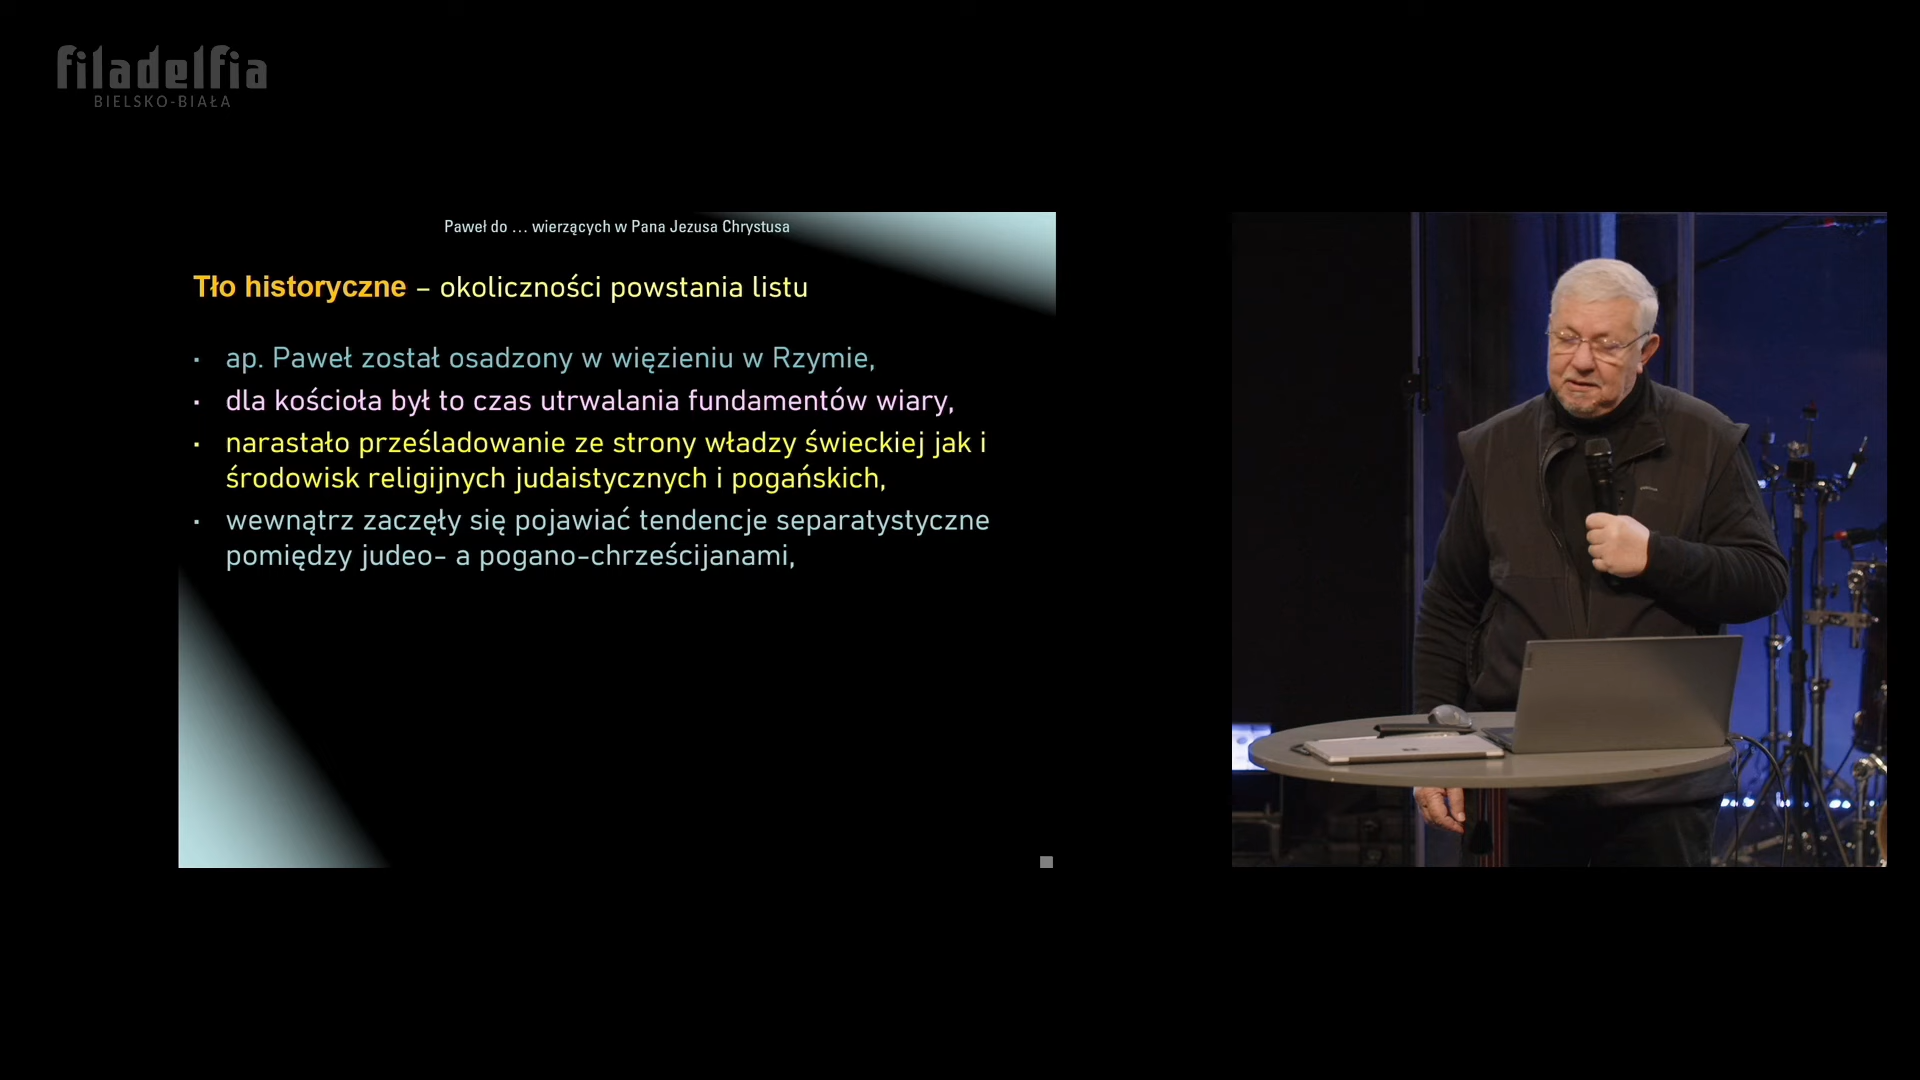 filadelfia
BIELSKO-BIAŁA
Paweł do … wierzących w Pana Jezusa Chrystusa
Tło historyczne – okoliczności powstania listu
▪ ap. Paweł został osadzony w więzieniu w Rzymie,
▪ dla kościoła był to czas utrwalania fundamentów wiary,
▪ narastało prześladowanie ze strony władzy świeckiej jak i
środowisk religijnych judaistycznych i pogańskich,
▪ wewnątrz zaczęły się pojawiać tendencje separatystyczne
pomiędzy judeo- a pogano-chrześcijanami,